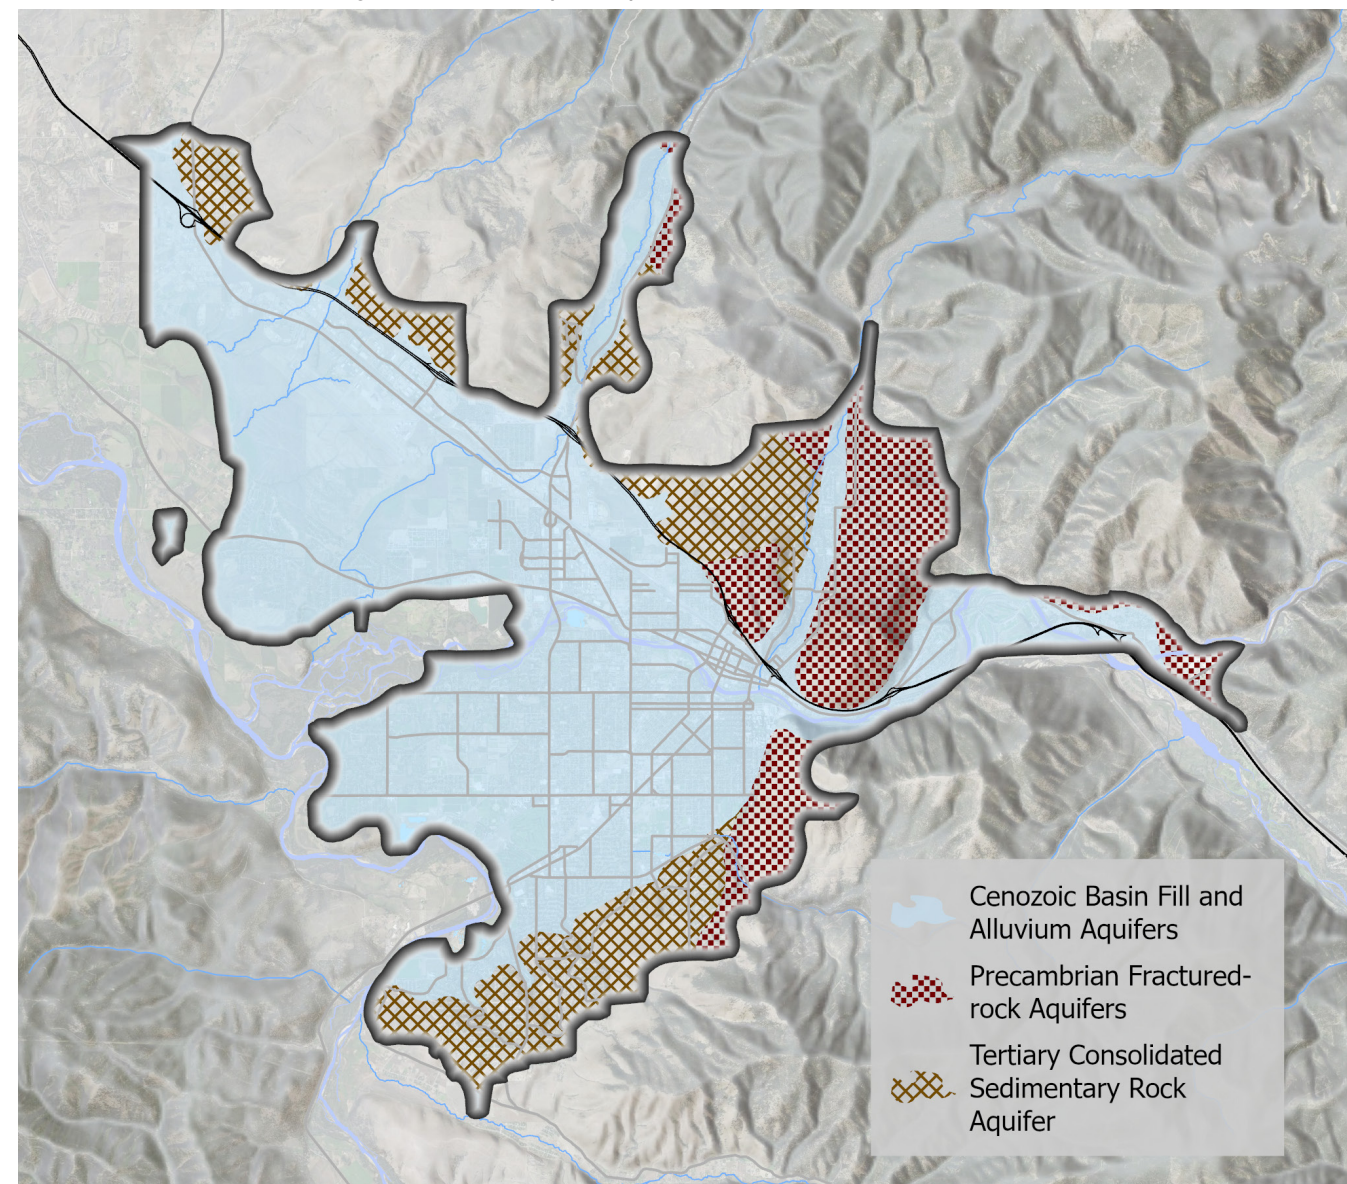 Cenozoic Basin Fill and
Alluvium Aquifers
Precambrian Fractured-
rock Aquifers
Tertiary Consolidated
Sedimentary Rock
Aquifer